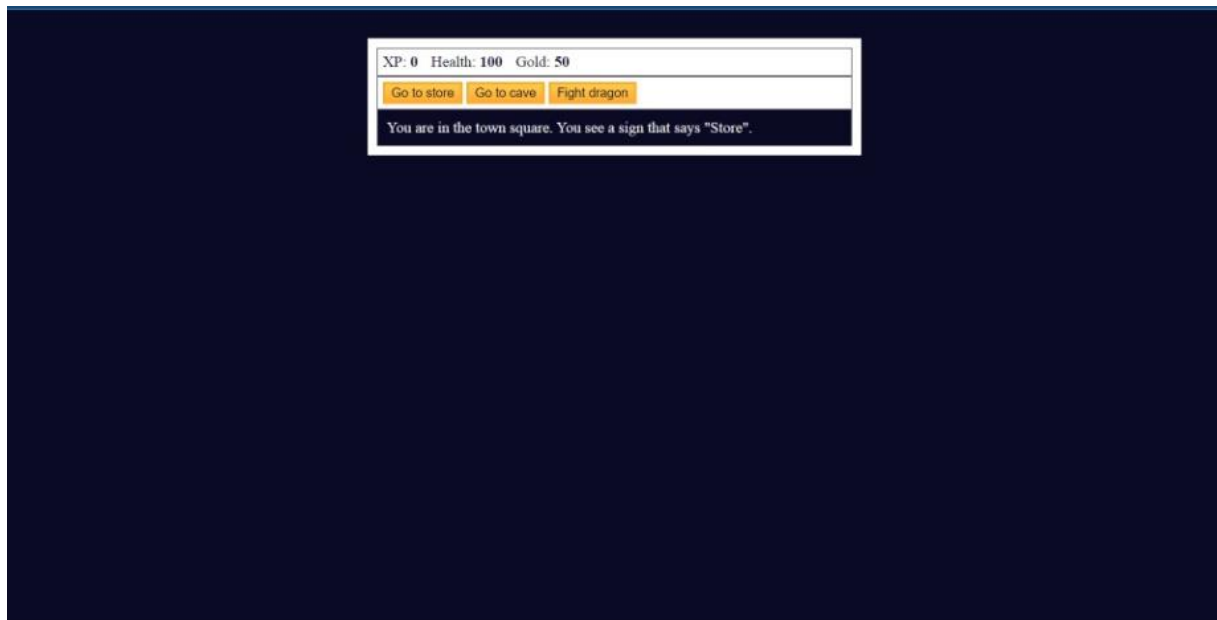 XP: 0 Health: 100 Gold: 50
Go to store Go to cave Fight dragon
You are in the town square. You see a sign that says "Store".